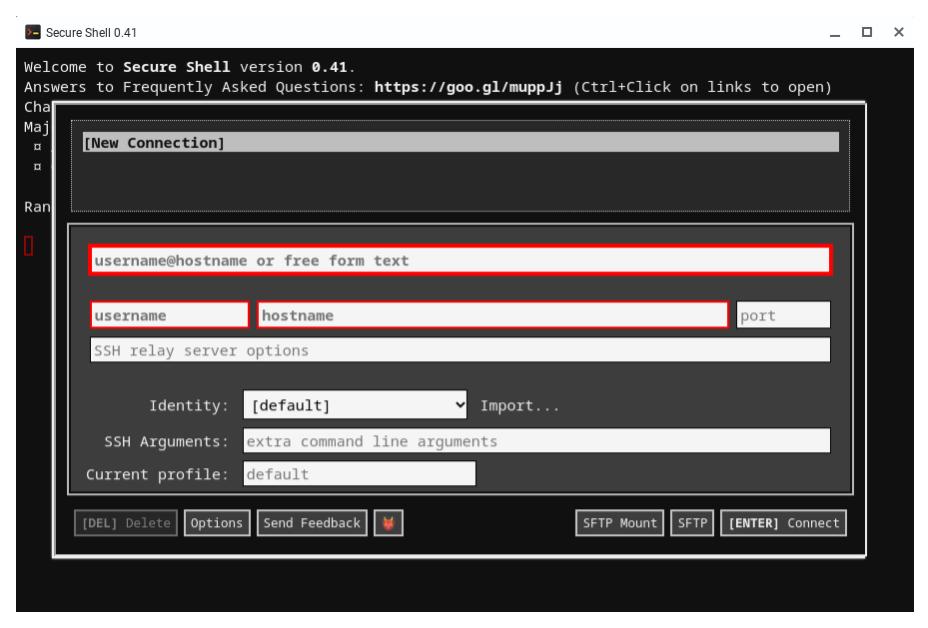 Secure Shell 0.41
Welcome to Secure Shell version 0.41.
Answers to Frequently Asked Questions: https://goo.gl/muppJj (Ctrl+Click on links to open)
Cha
Maj
¤
¤
Ran
[New Connection]
username@hostname or free form text
username hostname port
SSH relay server options
Identity: [default] Import...
SSH Arguments: extra command line arguments
Current profile: default
[DEL] Delete Options Send Feedback SFTP Mount SFTP [ENTER] Connect